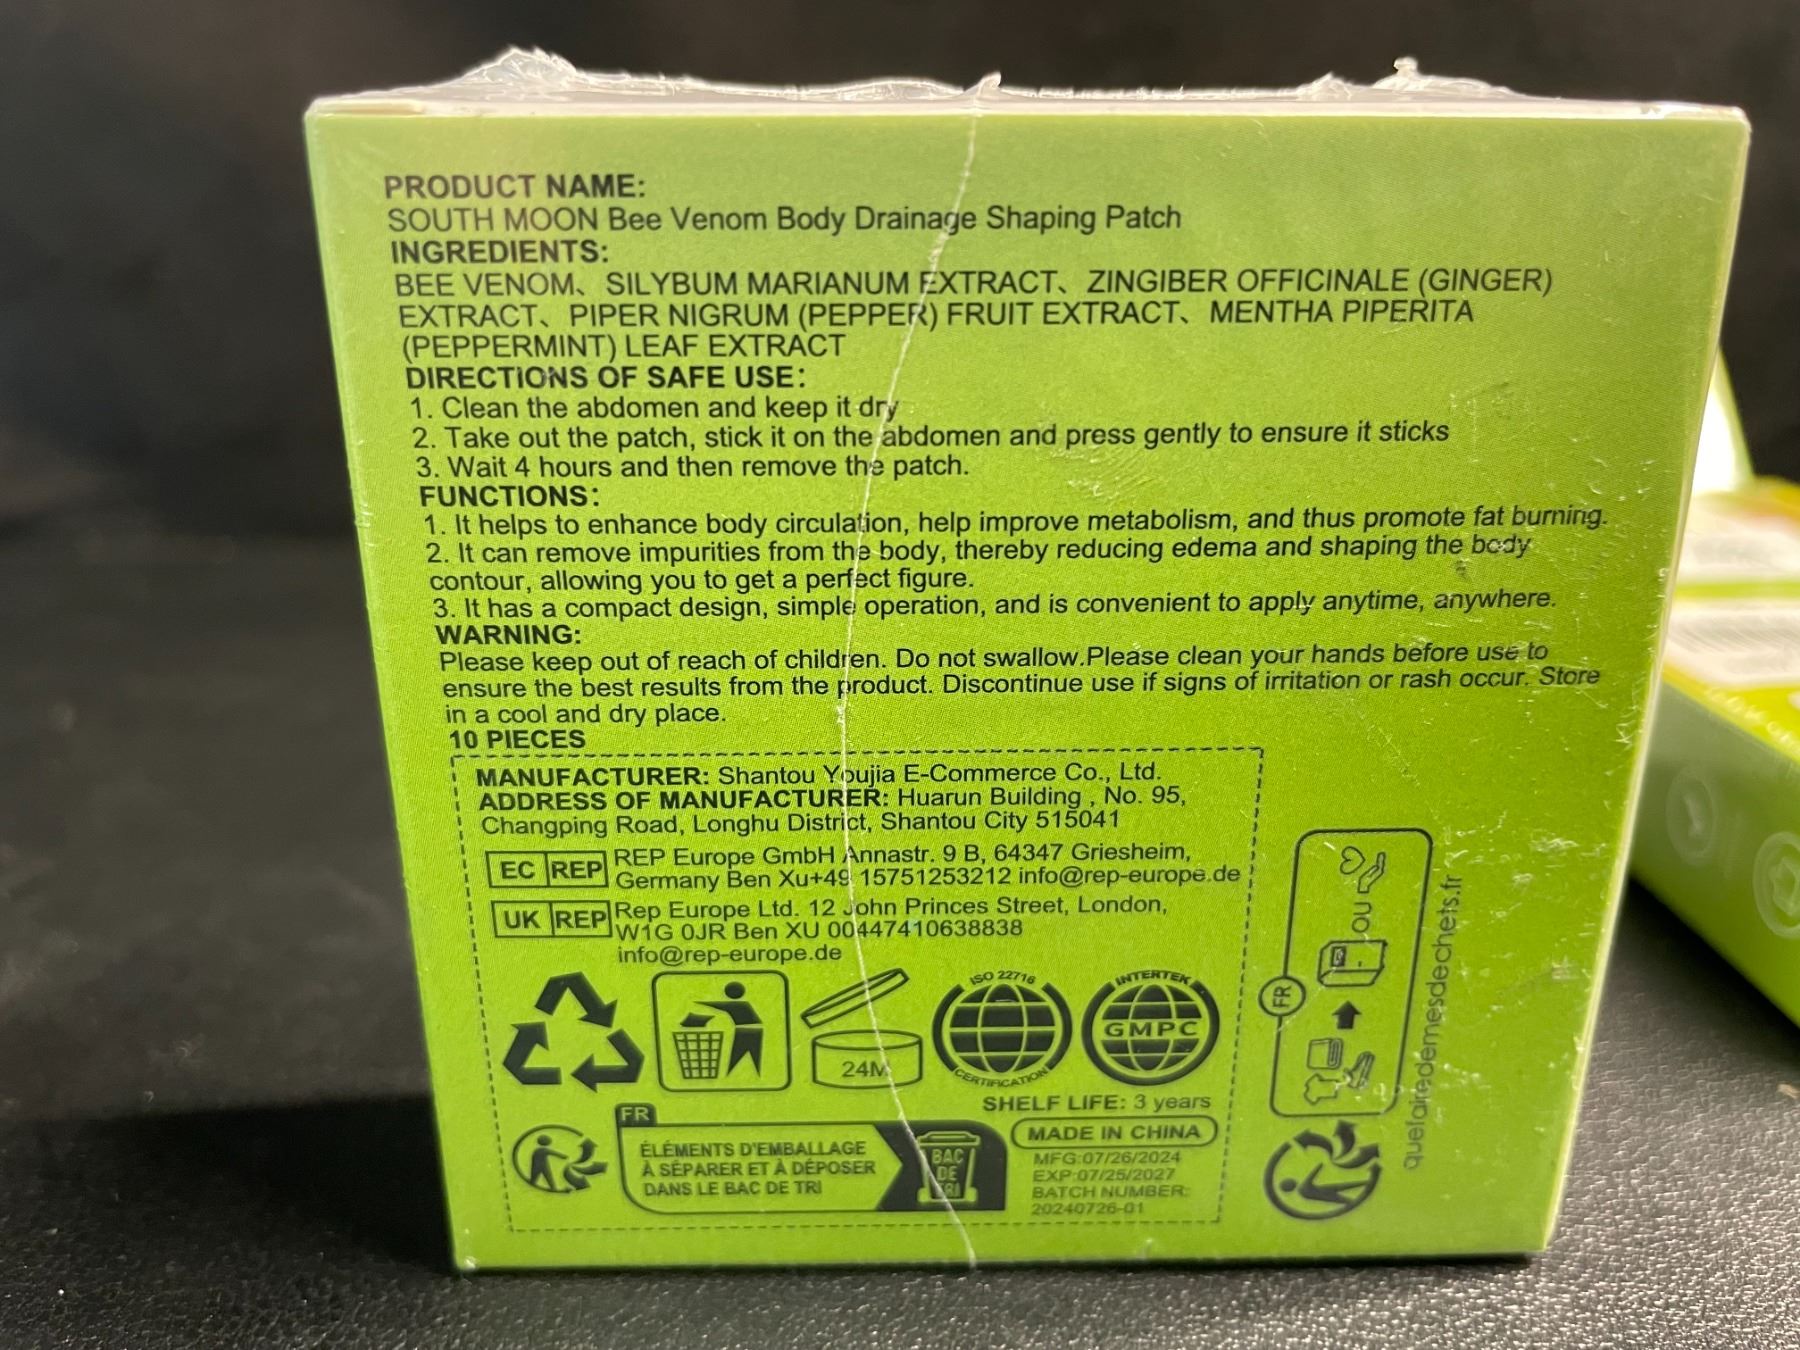 PRODUCT NAME:
SOUTH MOON Bee Venom Body Drainage Shaping Patch
INGREDIENTS:
BEE VENOM、SILYBUM MARIANUM EXTRACT、ZINGIBER OFFICINALE (GINGER)
EXTRACT、PIPER NIGRUM (PEPPER) FRUIT EXTRACT、MENTHA PIPERITA
(PEPPERMINT) LEAF EXTRACT
DIRECTIONS OF SAFE USE:
1. Clean the abdomen and keep it dry
2. Take out the patch, stick it on the abdomen and press gently to ensure it sticks
3. Wait 4 hours and then remove the patch.
FUNCTIONS:
1. It helps to enhance body circulation, help improve metabolism, and thus promote fat burning.
2. It can remove impurities from the body, thereby reducing edema and shaping the body
contour, allowing you to get a perfect figure.
3. It has a compact design, simple operation, and is convenient to apply anytime, anywhere.
WARNING:
Please keep out of reach of children. Do not swallow.Please clean your hands before use to
ensure the best results from the product. Discontinue use if signs of irritation or rash occur. Store
in a cool and dry place.
10 PIECES
MANUFACTURER: Shantou Youjia E-Commerce Co., Ltd.
ADDRESS OF MANUFACTURER: Huarun Building , No. 95,
Changping Road, Longhu District, Shantou City 515041
EC REP REP Europe GmbH Annastr. 9 B, 64347 Griesheim,
Germany Ben Xu+49 15751253212 info@rep-europe.de
UK REP Rep Europe Ltd. 12 John Princes Street, London,
W1G 0JR Ben XU 00447410638838
info@rep-europe.de
24M
ISO 22716
CERTIFICATION
INTERTEK
GMPC
SHELF LIFE: 3 years
FR
ÉLÉMENTS D'EMBALLAGE
À SÉPARER ET À DÉPOSER
DANS LE BAC DE TRI
BAC
DE
TRI
MADE IN CHINA
MFG:07/26/2024
EXP:07/25/2027
BATCH NUMBER:
20240726-01
FR
OU
quefairedemesdechets.fr